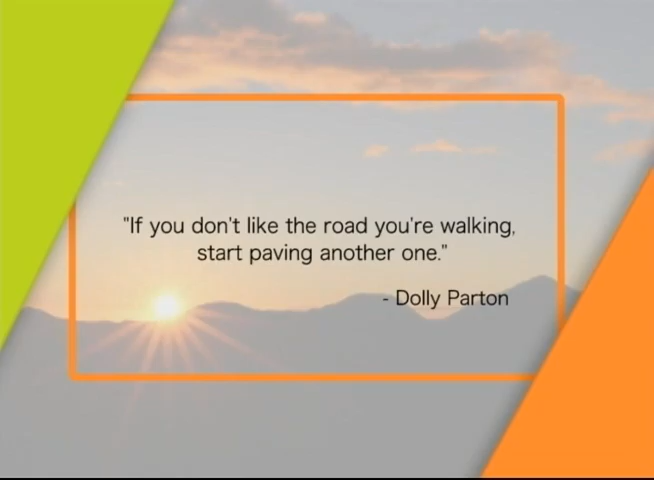 "If you don't like the road you're walking,
start paving another one."
- Dolly Parton